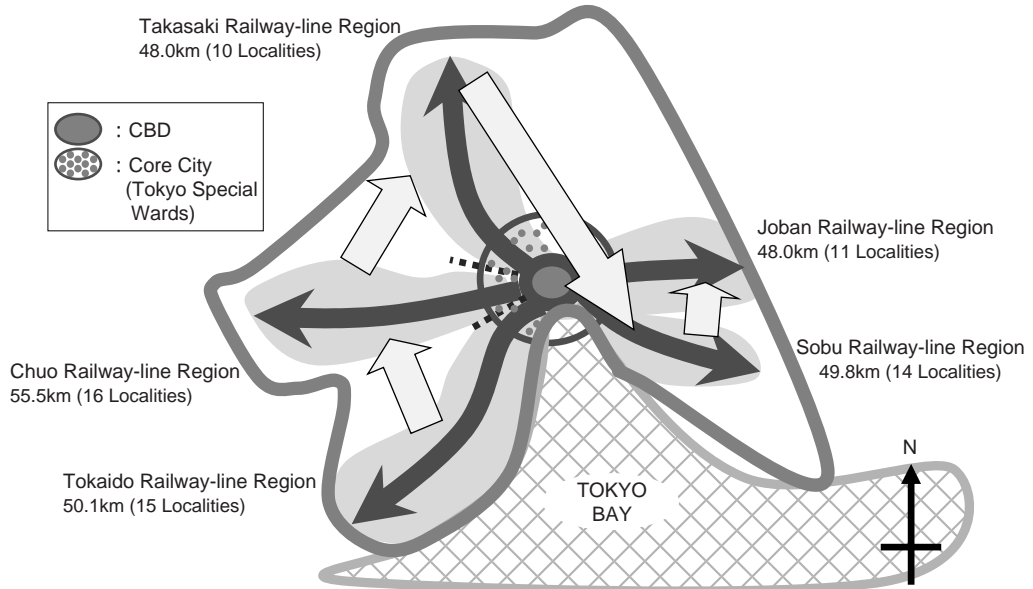 Takasaki Railway-line Region
48.0km (10 Localities)
: CBD
: Core City
(Tokyo Special
Wards)
Joban Railway-line Region
48.0km (11 Localities)
Sobu Railway-line Region
49.8km (14 Localities)
Chuo Railway-line Region
55.5km (16 Localities)
Tokaido Railway-line Region
50.1km (15 Localities)
TOKYO
BAY
N